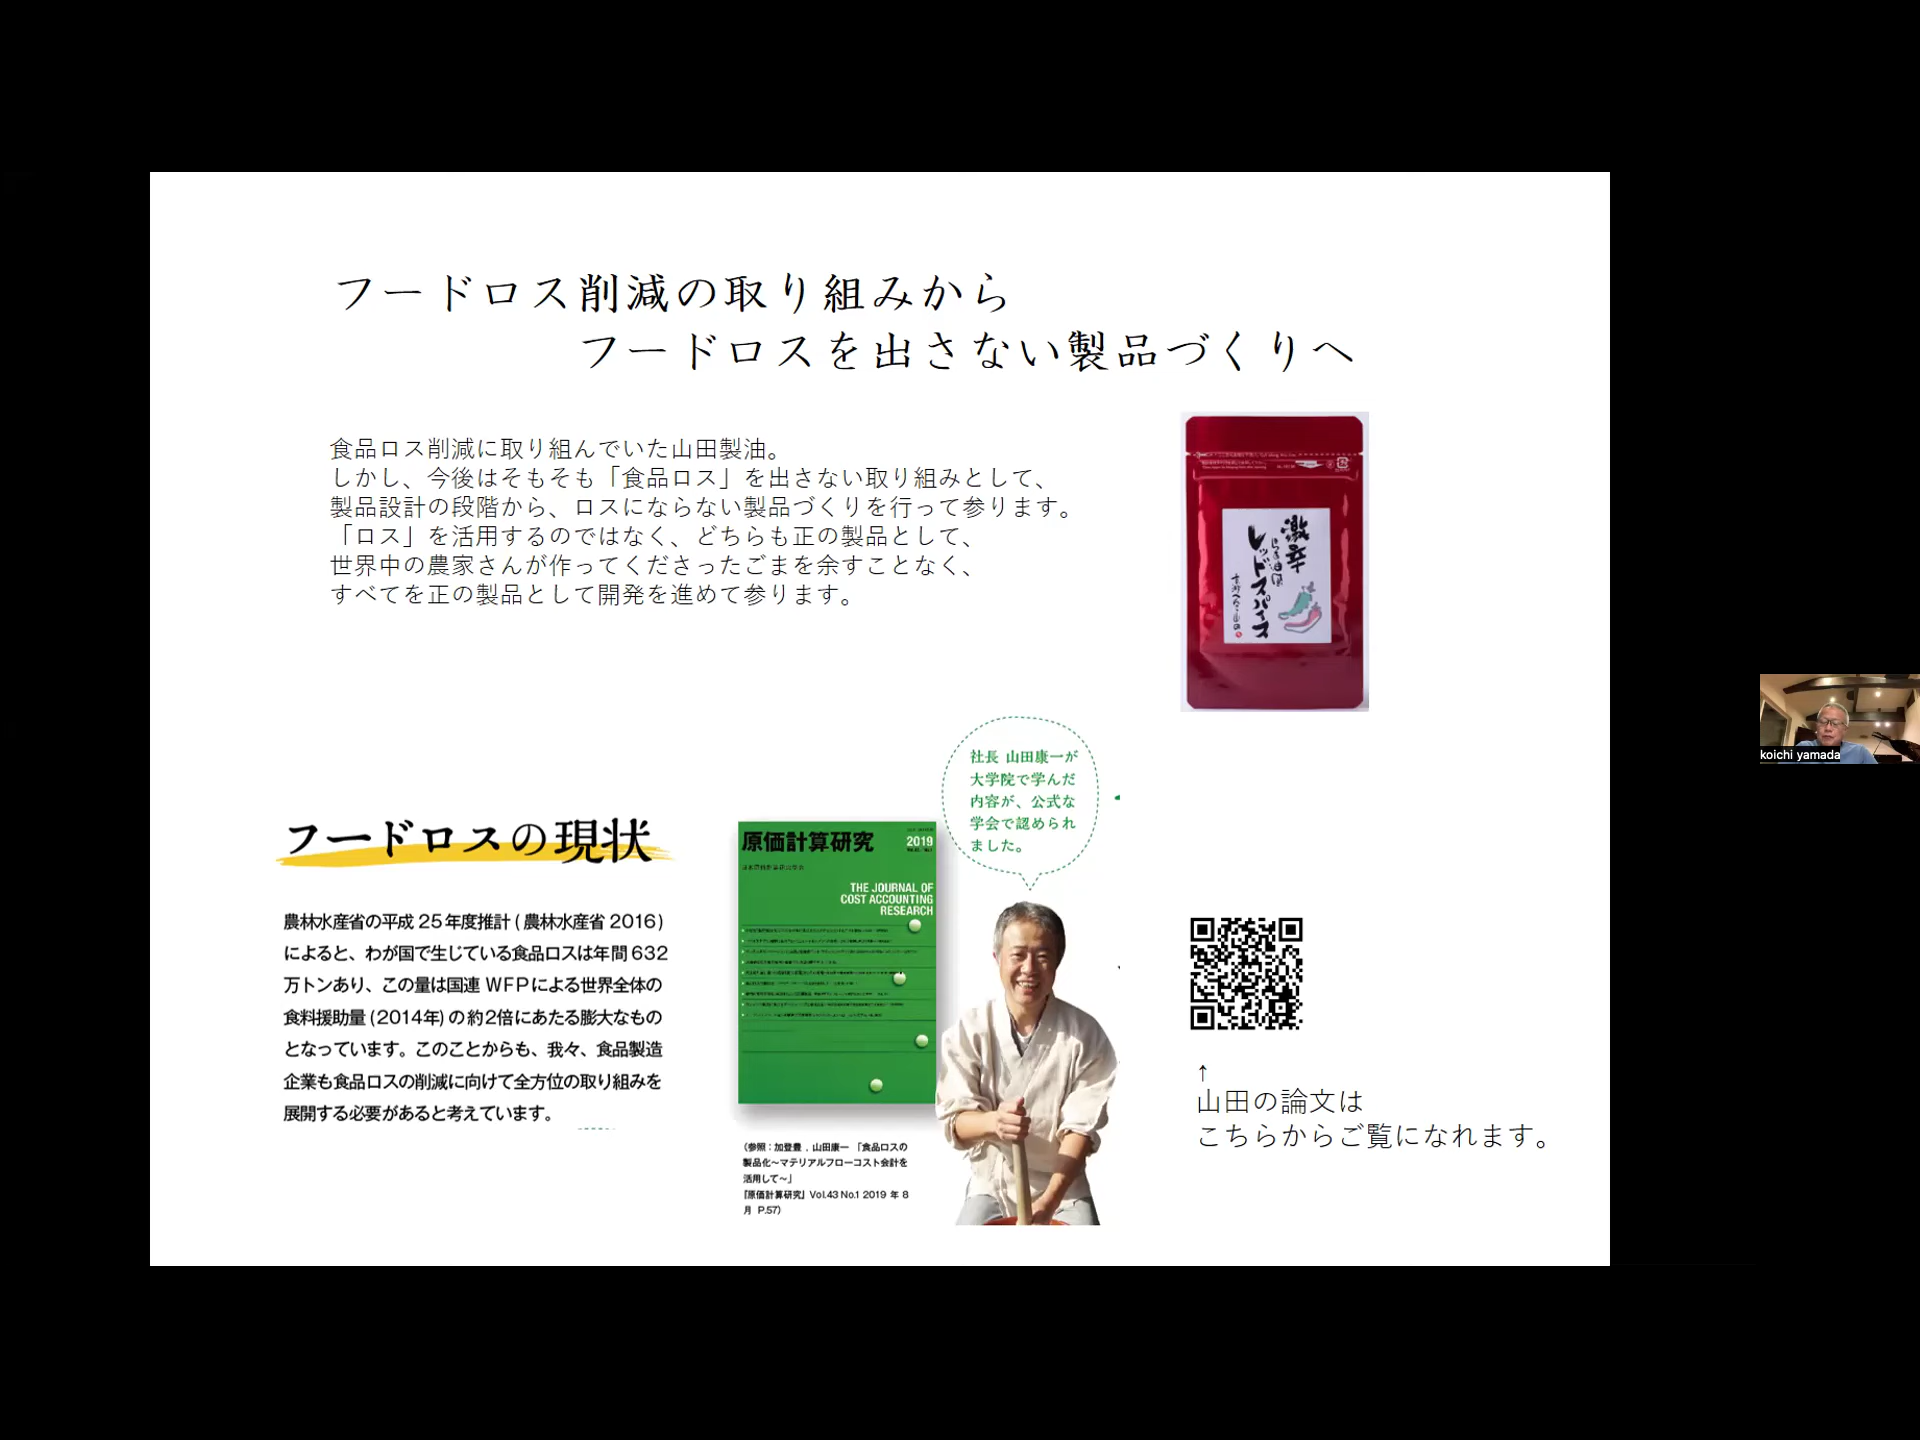 フードロス削減の取り組みから
フードロスを出さない製品づくりへ
食品ロス削減に取り組んでいた山田製油。
しかし、今後はそもそも「食品ロス」を出さない取り組みとして、
製品設計の段階から、ロスにならない製品づくりを行って参ります。
「ロス」を活用するのではなく、どちらも正の製品として、
世界中の農家さんが作ってくださったごまを余すことなく、
すべてを正の製品として開発を進めて参ります。
激辛
らぁ油屋
レッドスパイス
フードロスの現状
農林水産省の平成 25 年度推計 ( 農林水産省 2016)
によると、わが国で生じている食品ロスは年間 632
万トンあり、この量は国連 WFPによる世界全体の
食料援助量 (2014年) の約2倍にあたる膨大なもの
となっています。このことからも、我々、食品製造
企業も食品ロスの削減に向けて全方位の取り組みを
展開する必要があると考えています。
原価計算研究
2019
THE JOURNAL OF
COST ACCOUNTING
RESEARCH
社長 山田康一が
大学院で学んだ
内容が、公式な
学会で認められ
ました。
(参照：加登豊 , 山田康一 「食品ロスの
製品化～マテリアルフローコスト会計を
活用して～」
『原価計算研究』 Vol.43 No.1 2019 年 8
月 P.57)
↑
山田の論文は
こちらからご覧になれます。
koichi yamada